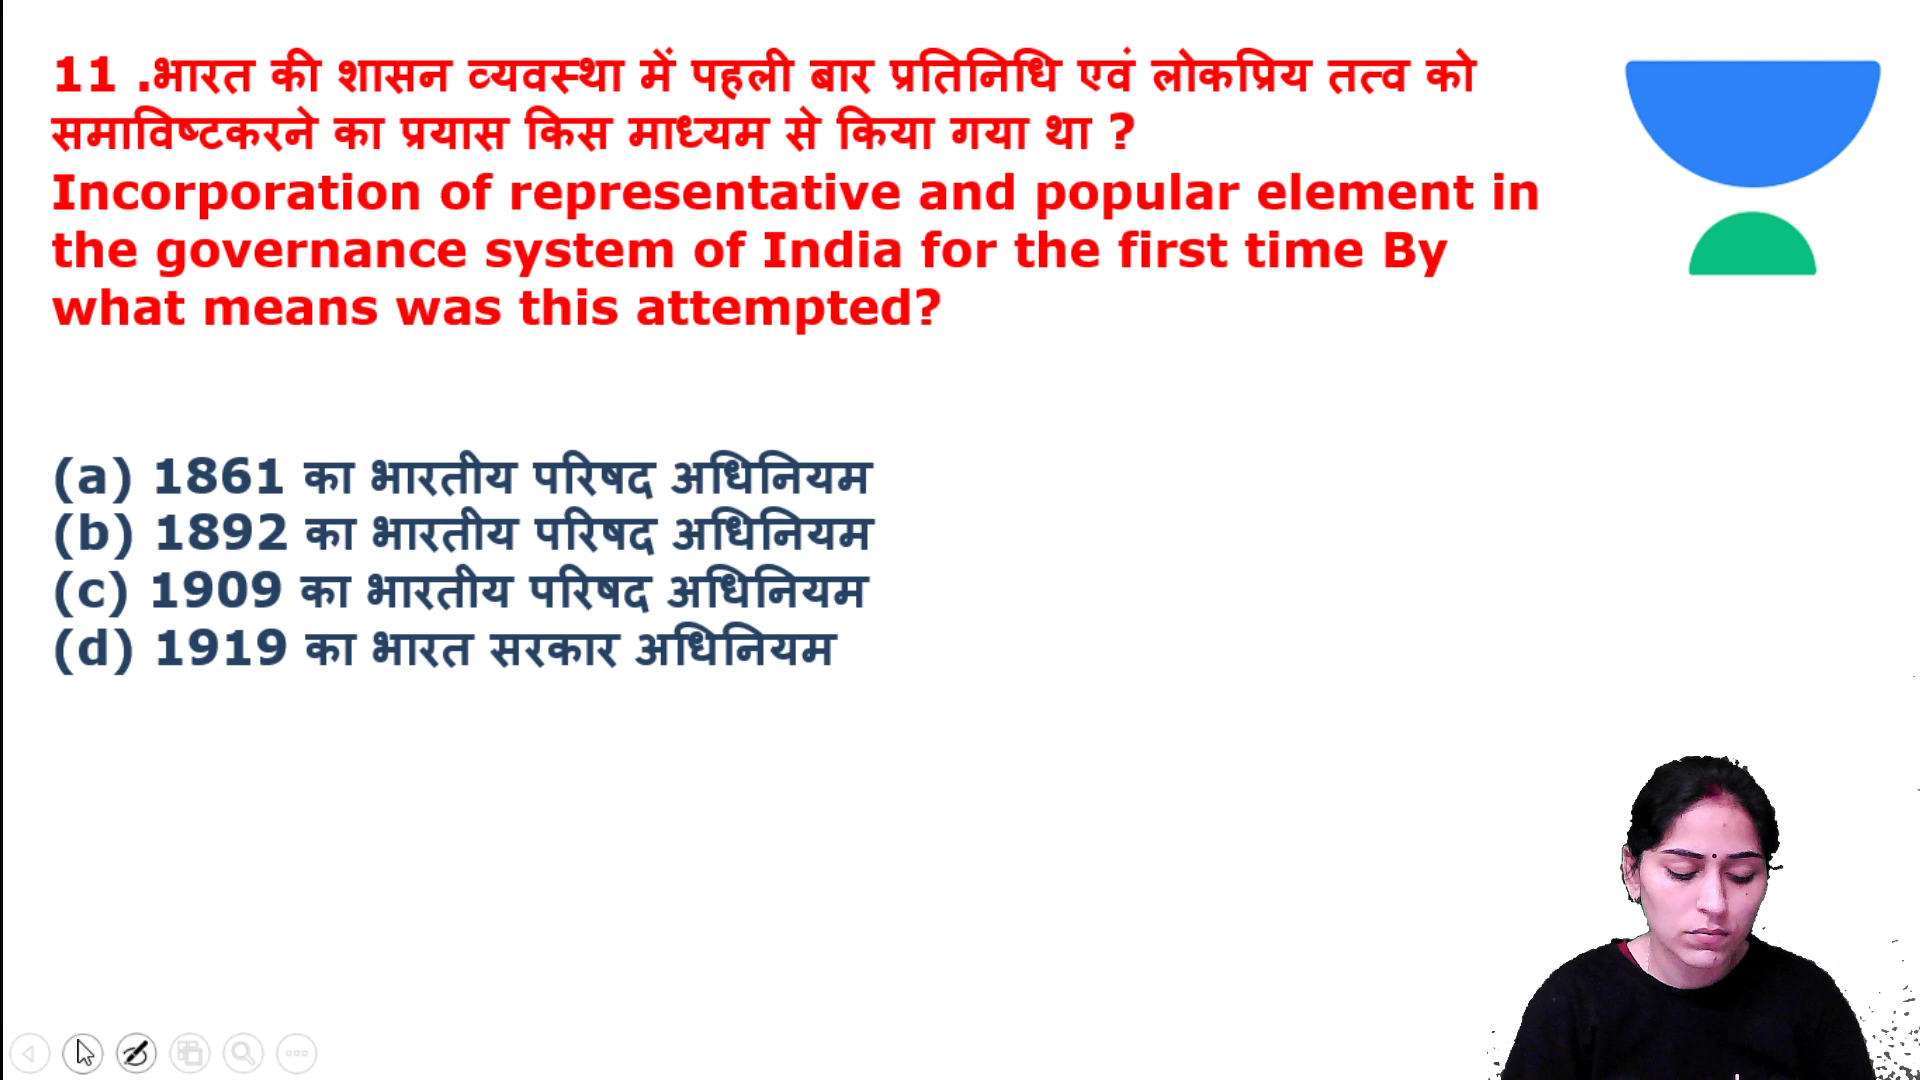 11 .भारत की शासन व्यवस्था में पहली बार प्रतिनिधि एवं लोकप्रिय तत्व को
समाविष्टकरने का प्रयास किस माध्यम से किया गया था ?
Incorporation of representative and popular element in
the governance system of India for the first time By
what means was this attempted?
(a) 1861 का भारतीय परिषद अधिनियम
(b) 1892 का भारतीय परिषद अधिनियम
(c) 1909 का भारतीय परिषद अधिनियम
(d) 1919 का भारत सरकार अधिनियम